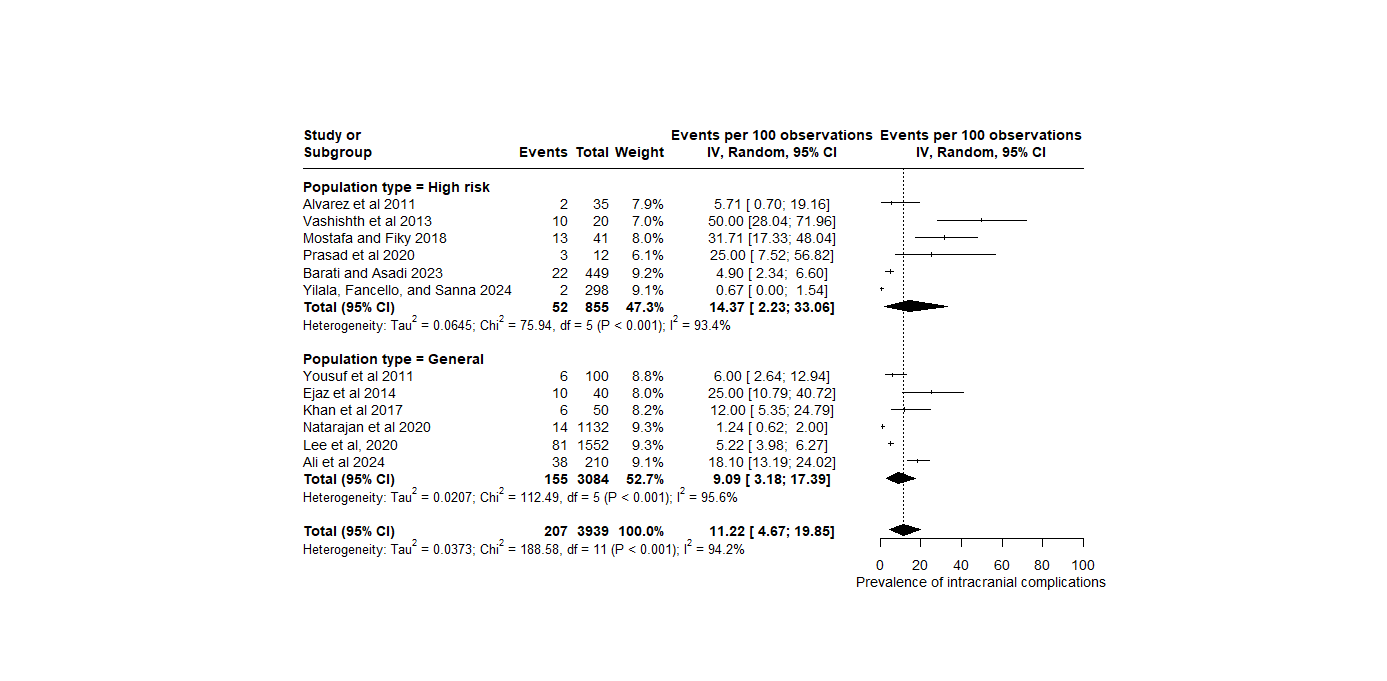 Study or Events per 100 observations Events per 100 observations
Subgroup Events Total Weight IV, Random, 95% CI IV, Random, 95% CI
Population type = High risk
Alvarez et al 2011 2 35 7.9% 5.71 [ 0.70; 19.16]
Vashishth et al 2013 10 20 7.0% 50.00 [28.04; 71.96]
Mostafa and Fiky 2018 13 41 8.0% 31.71 [17.33; 48.04]
Prasad et al 2020 3 12 6.1% 25.00 [ 7.52; 56.82]
Barati and Asadi 2023 22 449 9.2% 4.90 [ 2.34; 6.60]
Yilala, Fancello, and Sanna 2024 2 298 9.1% 0.67 [ 0.00; 1.54]
Total (95% CI) 52 855 47.3% 14.37 [ 2.23; 33.06]
Heterogeneity: Tau² = 0.0645; Chi² = 75.94, df = 5 (P < 0.001); I² = 93.4%
Population type = General
Yousuf et al 2011 6 100 8.8% 6.00 [ 2.64; 12.94]
Ejaz et al 2014 10 40 8.0% 25.00 [10.79; 40.72]
Khan et al 2017 6 50 8.2% 12.00 [ 5.35; 24.79]
Natarajan et al 2020 14 1132 9.3% 1.24 [ 0.62; 2.00]
Lee et al, 2020 81 1552 9.3% 5.22 [ 3.98; 6.27]
Ali et al 2024 38 210 9.1% 18.10 [13.19; 24.02]
Total (95% CI) 155 3084 52.7% 9.09 [ 3.18; 17.39]
Heterogeneity: Tau² = 0.0207; Chi² = 112.49, df = 5 (P < 0.001); I² = 95.6%
Total (95% CI) 207 3939 100.0% 11.22 [ 4.67; 19.85]
Heterogeneity: Tau² = 0.0373; Chi² = 188.58, df = 11 (P < 0.001); I² = 94.2%
0 20 40 60 80 100
Prevalence of intracranial complications